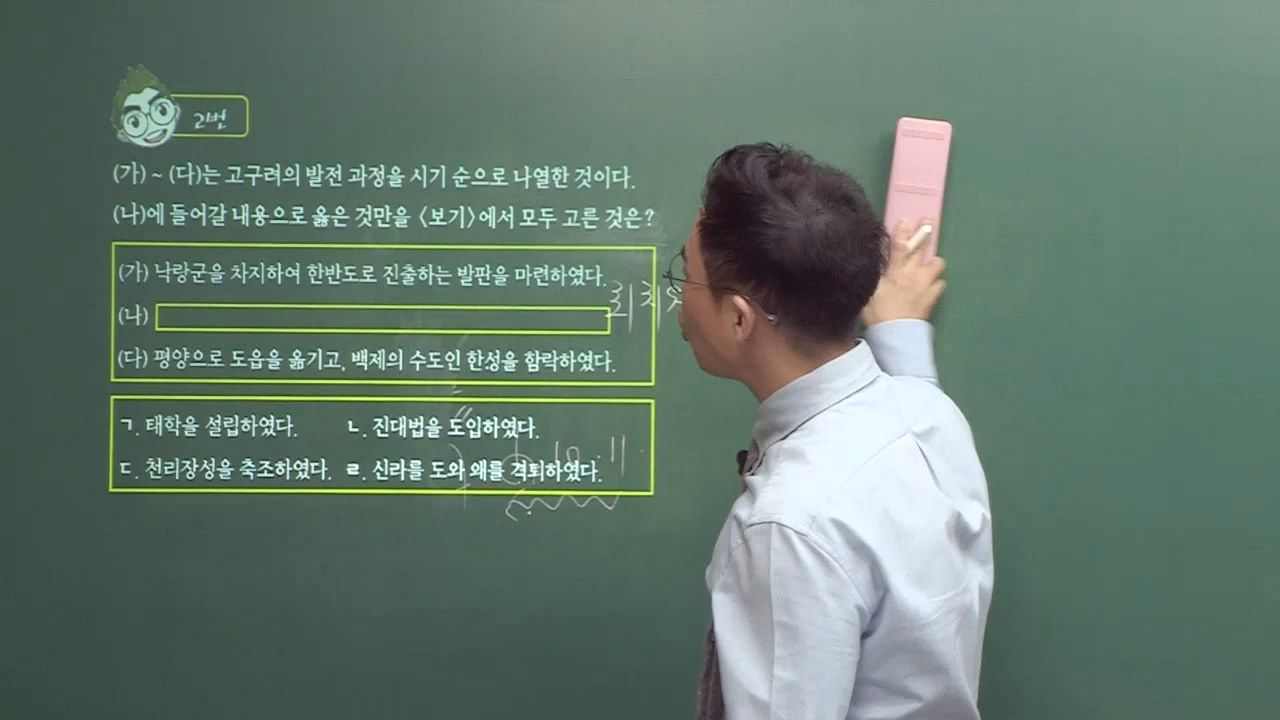 2번
(가) ~ (다)는 고구려의 발전 과정을 시기 순으로 나열한 것이다.
(나)에 들어갈 내용으로 옳은 것만을 <보기>에서 모두 고른 것은?
(가) 낙랑군을 차지하여 한반도로 진출하는 발판을 마련하였다.
(나)
(다) 평양으로 도읍을 옮기고, 백제의 수도인 한성을 함락하였다.
ㄱ. 태학을 설립하였다. ㄴ. 진대법을 도입하였다.
ㄷ. 천리장성을 축조하였다. ㄹ. 신라를 도와 왜를 격퇴하였다.